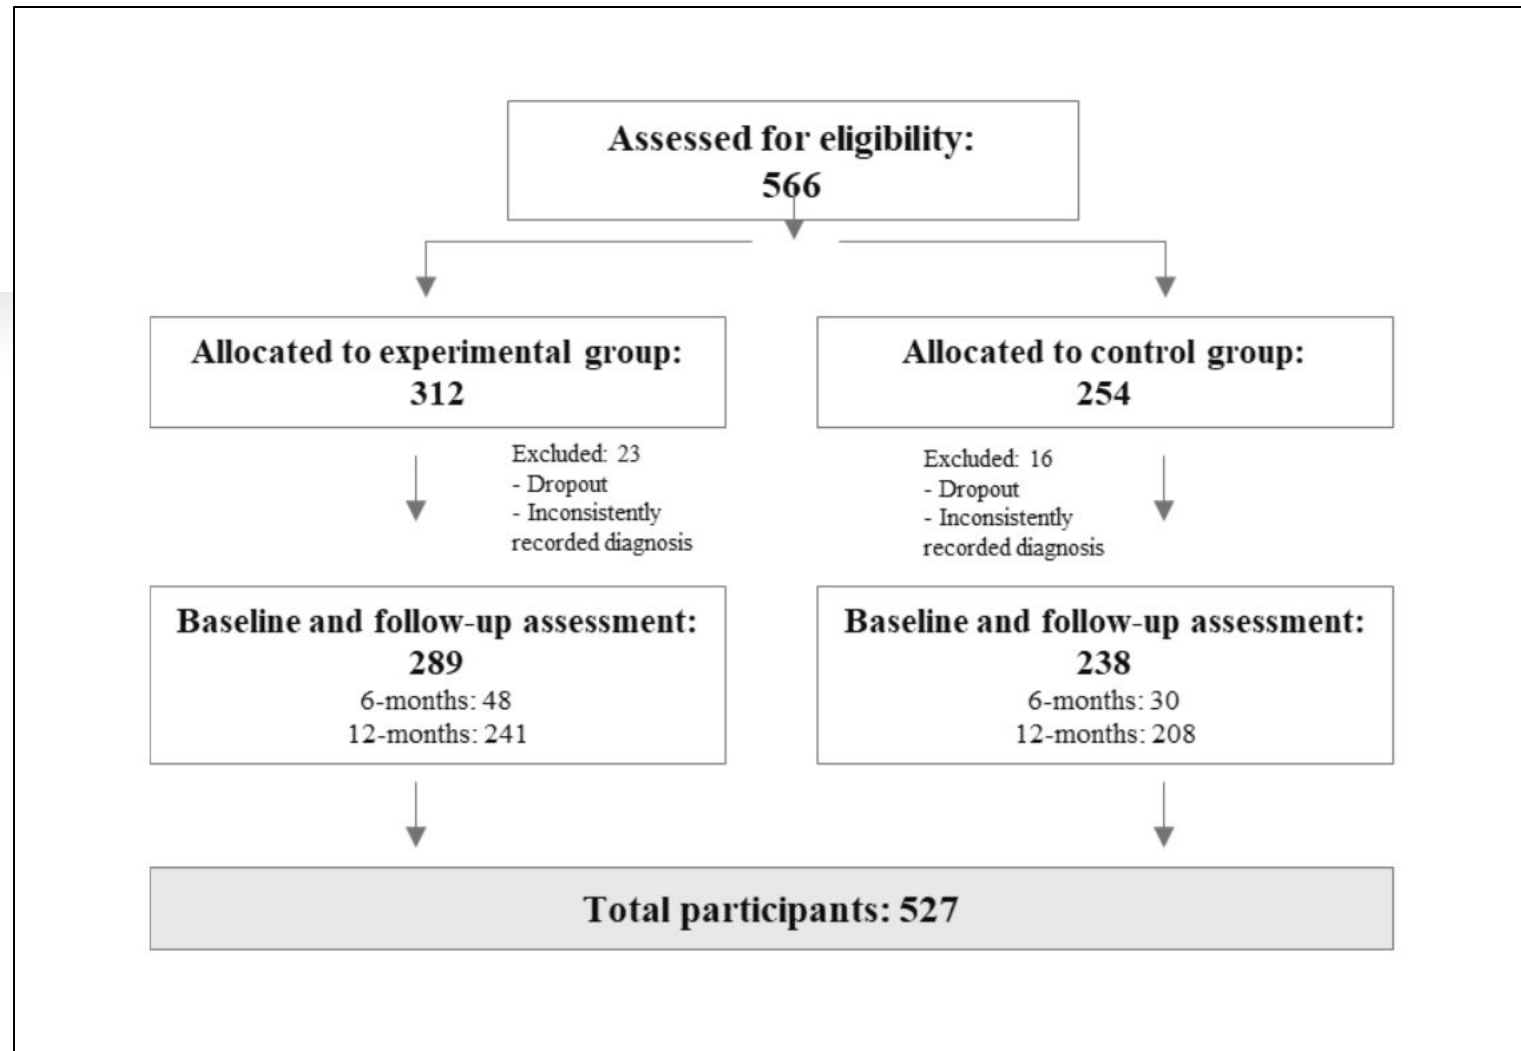 Assessed for eligibility:
566
Allocated to experimental group:
312
Allocated to control group:
254
Excluded: 23
- Dropout
- Inconsistently
recorded diagnosis
Excluded: 16
- Dropout
- Inconsistently
recorded diagnosis
Baseline and follow-up assessment:
289
6-months: 48
12-months: 241
Baseline and follow-up assessment:
238
6-months: 30
12-months: 208
Total participants: 527